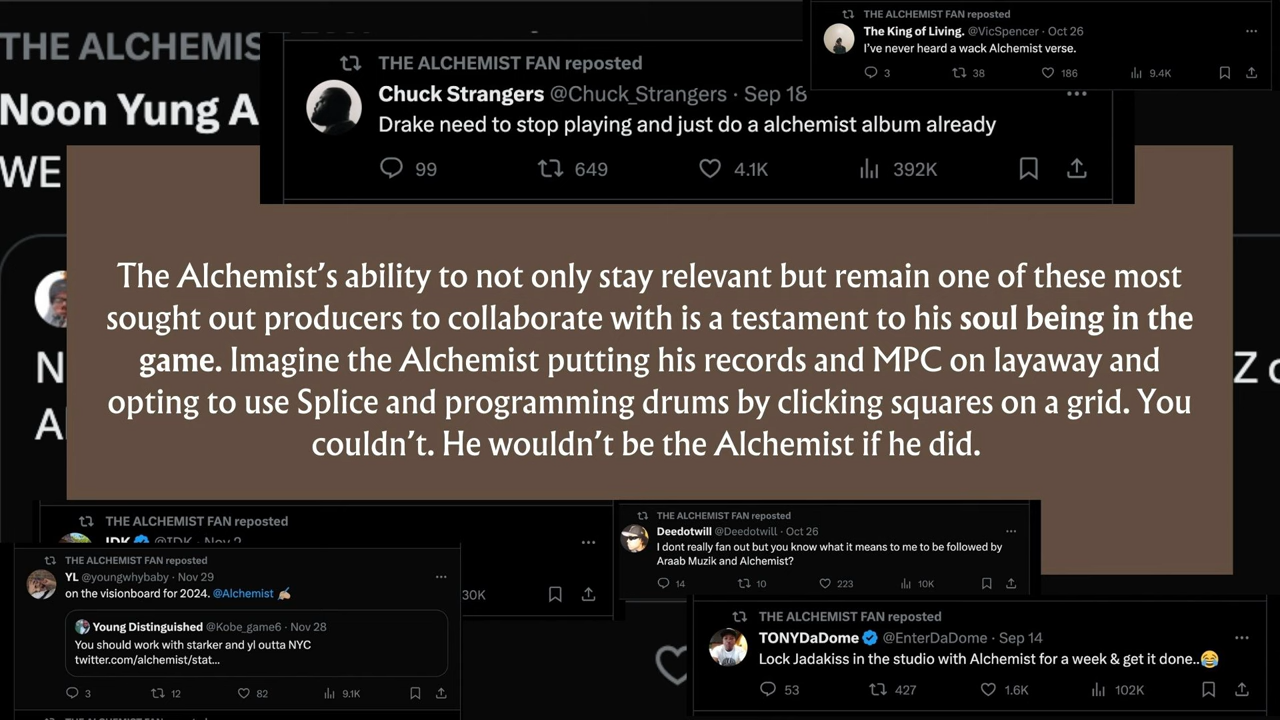 THE ALCHEMIS
Noon Yung A
WE
THE ALCHEMIST FAN reposted
Chuck Strangers @Chuck_Strangers · Sep 18
Drake need to stop playing and just do a alchemist album already
99 649 4.1K 392K
THE ALCHEMIST FAN reposted
The King of Living. @VicSpencer · Oct 26
I've never heard a wack Alchemist verse.
3 38 186 9.4K
The Alchemist's ability to not only stay relevant but remain one of these most
sought out producers to collaborate with is a testament to his soul being in the
game. Imagine the Alchemist putting his records and MPC on layaway and
opting to use Splice and programming drums by clicking squares on a grid. You
couldn't. He wouldn't be the Alchemist if he did.
N
Z
A
THE ALCHEMIST FAN reposted
IDK @IDK · Nov 2
30K
THE ALCHEMIST FAN reposted
YL @youngwhybaby · Nov 29
on the visionboard for 2024. @Alchemist ✍🏼
Young Distinguished @Kobe_game6 · Nov 28
You should work with starker and yl outta NYC
twitter.com/alchemist/stat...
3 12 82 9.1K
THE ALCHEMIST FAN reposted
Deedotwill @Deedotwill · Oct 26
I dont really fan out but you know what it means to me to be followed by
Araab Muzik and Alchemist?
14 10 223 10K
THE ALCHEMIST FAN reposted
TONYDaDome @EnterDaDome · Sep 14
Lock Jadakiss in the studio with Alchemist for a week & get it done..😂
53 427 1.6K 102K